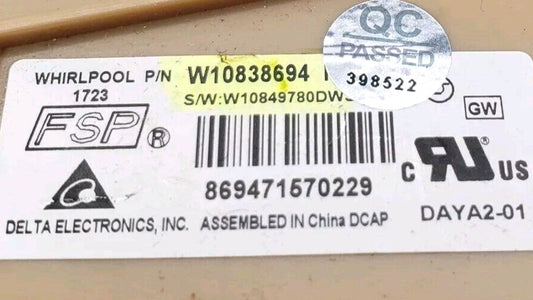 QC
PASSED
398522
WHIRLPOOL P/N W10838694
1723
S/W:W10849780DW
FSP ®
GW
869471570229
C RU US
DELTA ELECTRONICS, INC. ASSEMBLED IN China DCAP
DAYA2-01